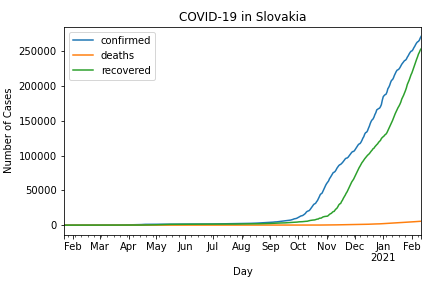 COVID-19 in Slovakia
confirmed
deaths
recovered
Number of Cases
250000
200000
150000
100000
50000
0
Feb Mar Apr May Jun Jul Aug Sep Oct Nov Dec Jan Feb
2021
Day